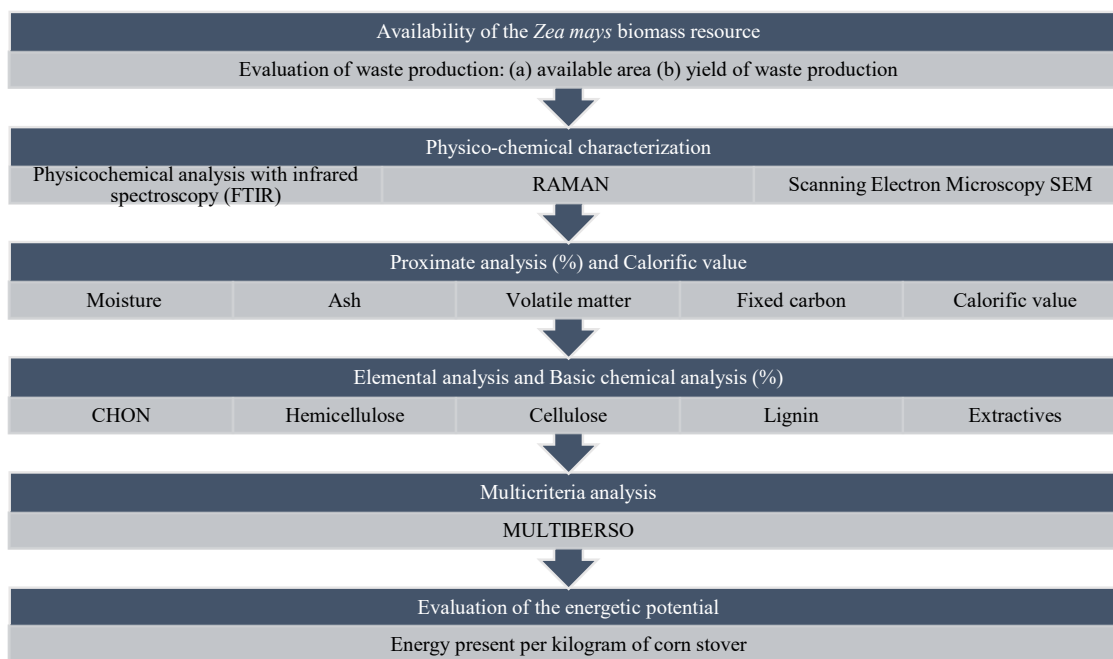 Availability of the Zea mays biomass resource
Evaluation of waste production: (a) available area (b) yield of waste production
Physico-chemical characterization
Physicochemical analysis with infrared
spectroscopy (FTIR)
RAMAN
Scanning Electron Microscopy SEM
Proximate analysis (%) and Calorific value
Moisture
Ash
Volatile matter
Fixed carbon
Calorific value
Elemental analysis and Basic chemical analysis (%)
CHON
Hemicellulose
Cellulose
Lignin
Extractives
Multicriteria analysis
MULTIBERSO
Evaluation of the energetic potential
Energy present per kilogram of corn stover